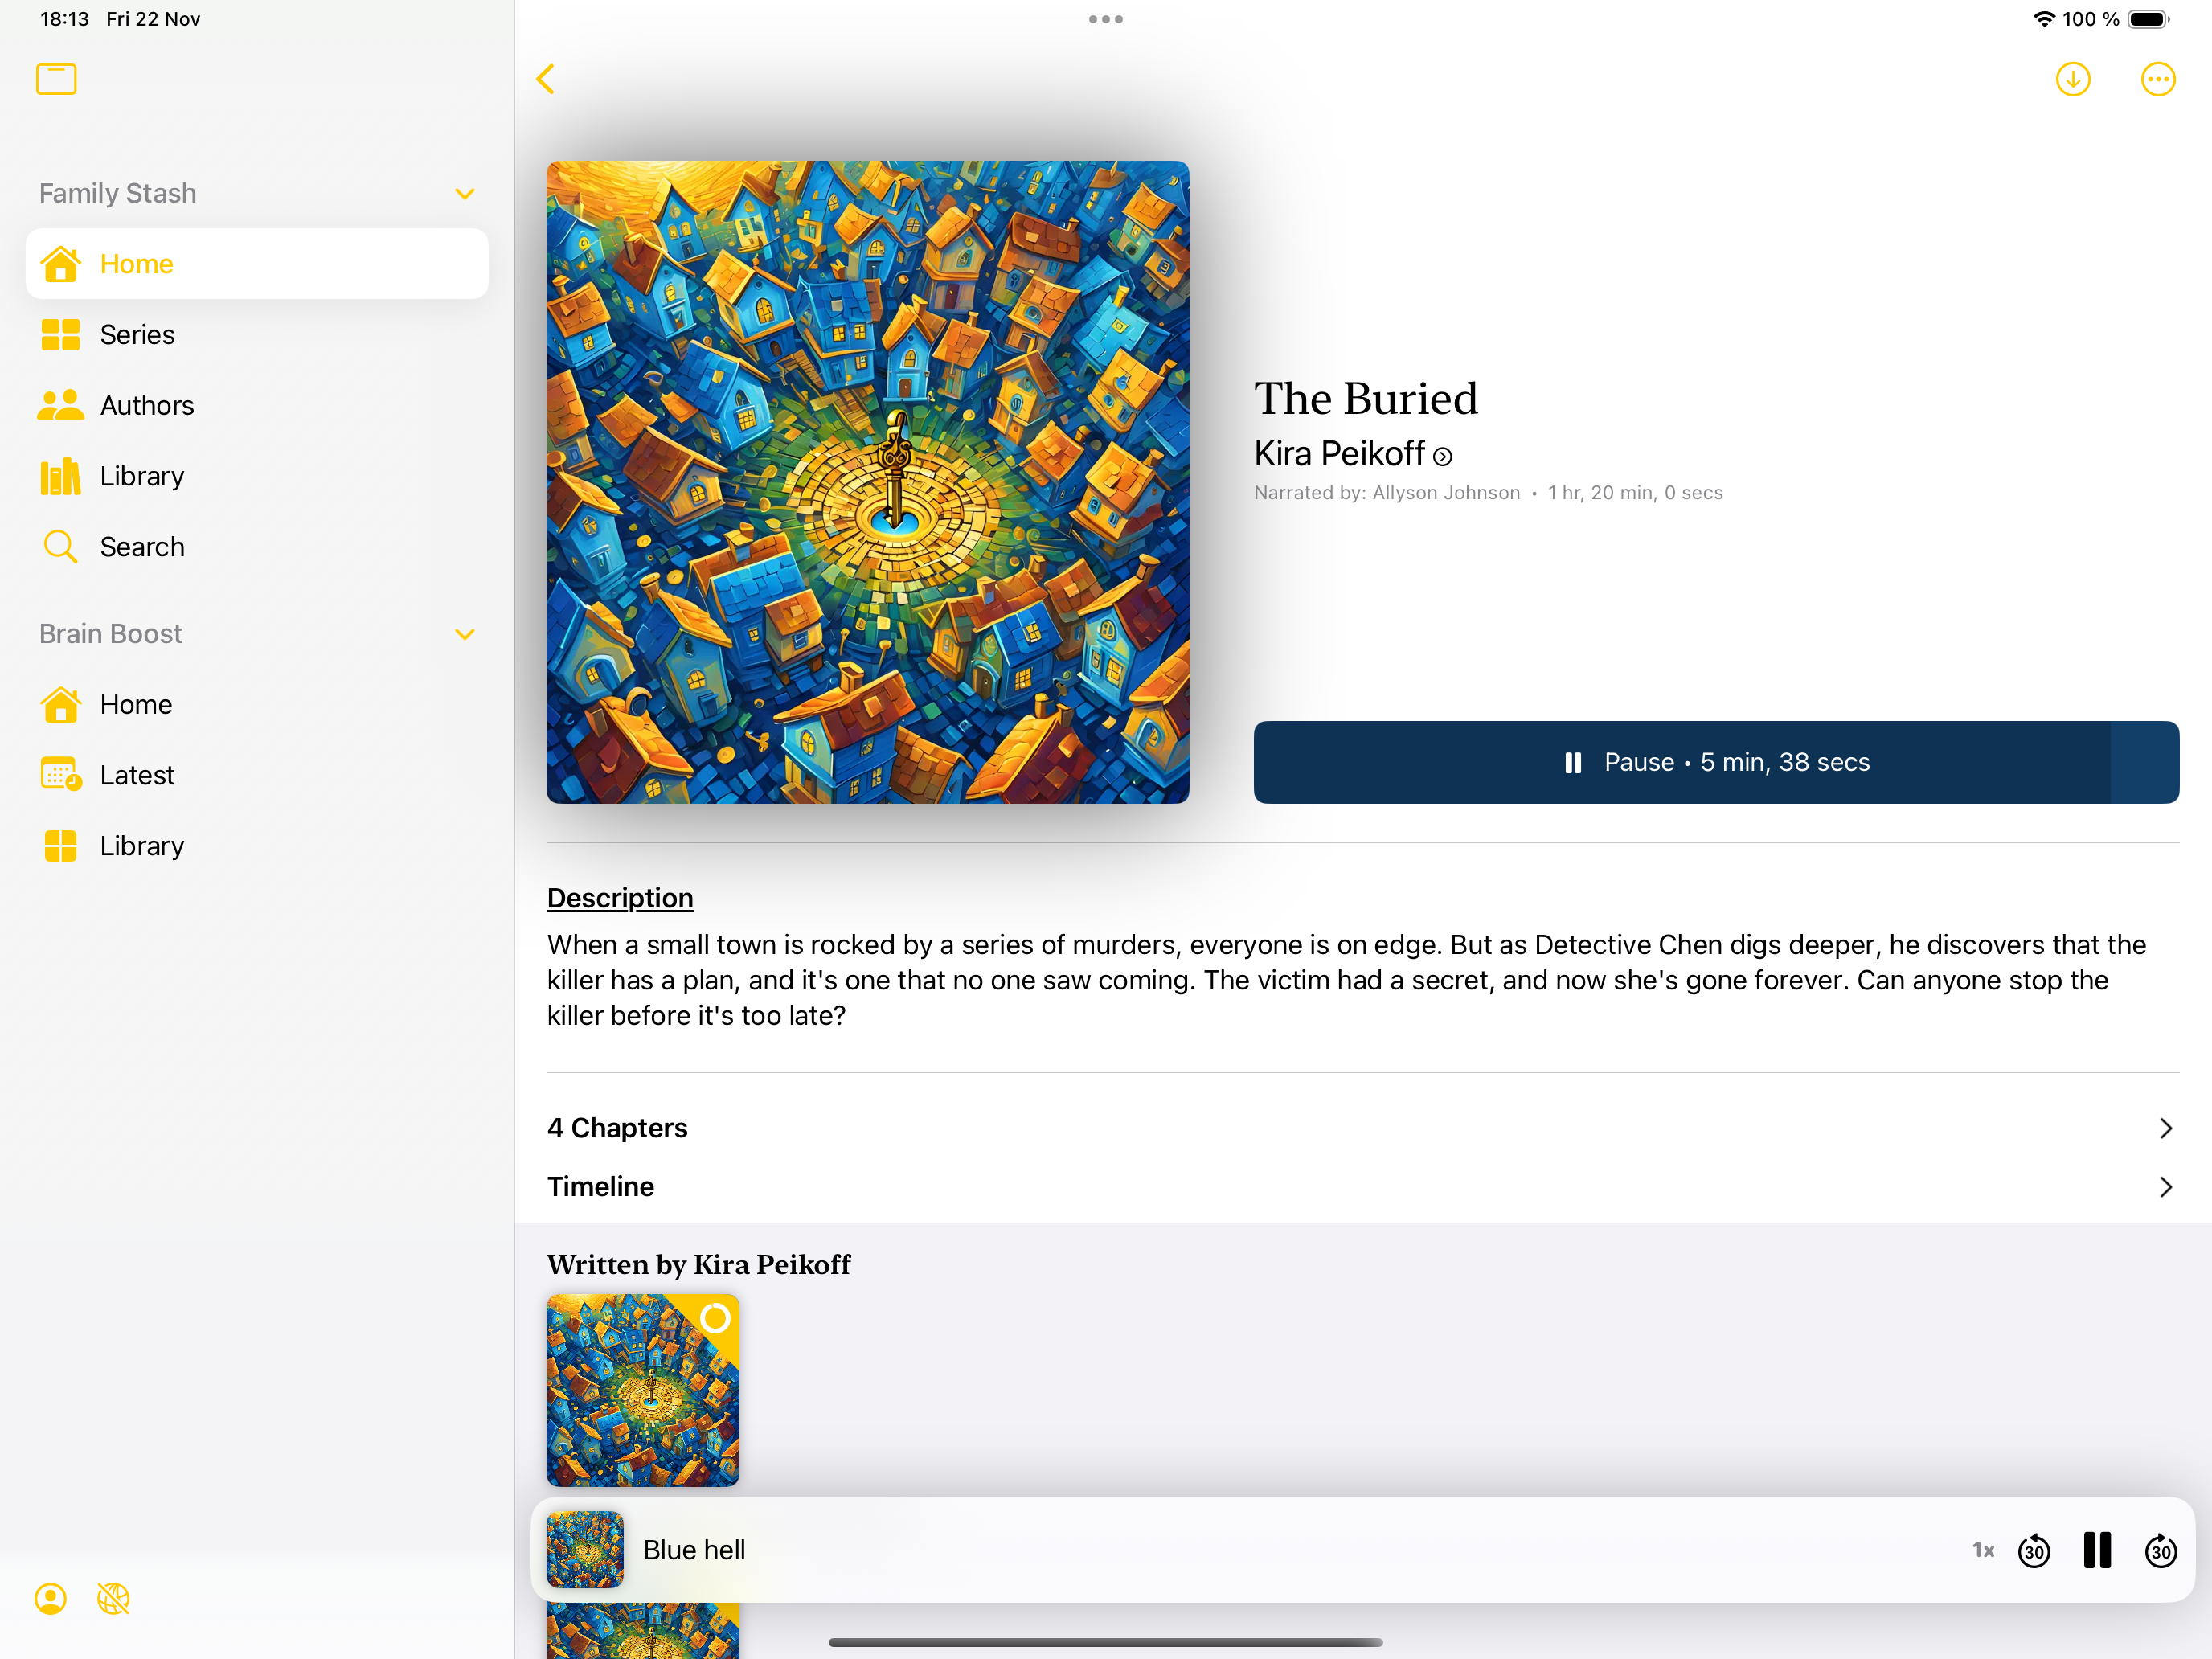 18:13 Fri 22 Nov
100 %
Family Stash
Home
Series
Authors
Library
Search
Brain Boost
Home
Latest
Library
The Buried
Kira Peikoff
Narrated by: Allyson Johnson • 1 hr, 20 min, 0 secs
Pause • 5 min, 38 secs
Description
When a small town is rocked by a series of murders, everyone is on edge. But as Detective Chen digs deeper, he discovers that the
killer has a plan, and it's one that no one saw coming. The victim had a secret, and now she's gone forever. Can anyone stop the
killer before it's too late?
4 Chapters
Timeline
Written by Kira Peikoff
Blue hell
1x
30
30